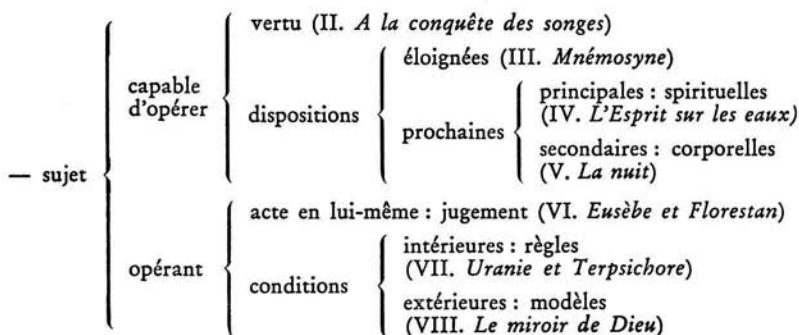 vertu (II. A la conquête des songes)
éloignées (III. Mnémosyne)
capable
d'opérer
dispositions
principales : spirituelles
(IV. L'Esprit sur les eaux)
prochaines
secondaires : corporelles
(V. La nuit)
— sujet
acte en lui-même : jugement (VI. Eusèbe et Florestan)
intérieures : règles
(VII. Uranie et Terpsichore)
opérant
conditions
extérieures : modèles
(VIII. Le miroir de Dieu)